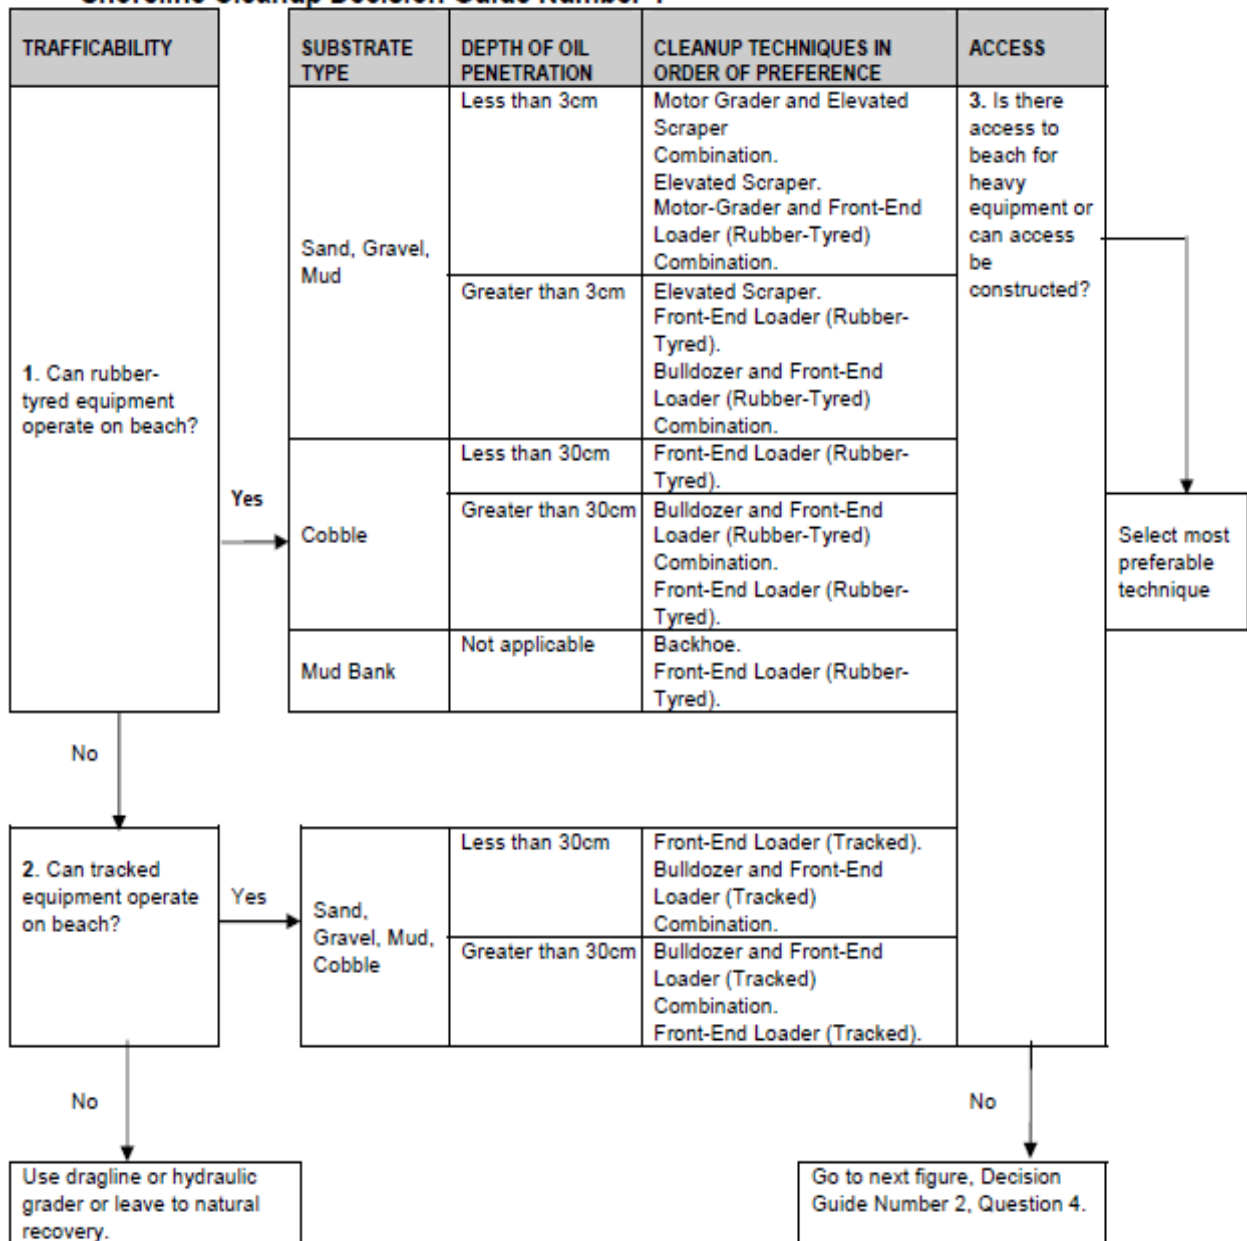 TRAFFICABILITY
SUBSTRATE
TYPE
DEPTH OF OIL
PENETRATION
CLEANUP TECHNIQUES IN
ORDER OF PREFERENCE
ACCESS
1. Can rubber-
tyred equipment
operate on beach?
Yes
Sand, Gravel,
Mud
Less than 3cm
Motor Grader and Elevated
Scraper
Combination.
Elevated Scraper.
Motor-Grader and Front-End
Loader (Rubber-Tyred)
Combination.
Greater than 3cm
Elevated Scraper.
Front-End Loader (Rubber-
Tyred).
Bulldozer and Front-End
Loader (Rubber-Tyred)
Combination.
Cobble
Less than 30cm
Front-End Loader (Rubber-
Tyred).
Greater than 30cm
Bulldozer and Front-End
Loader (Rubber-Tyred)
Combination.
Front-End Loader (Rubber-
Tyred).
Mud Bank
Not applicable
Backhoe.
Front-End Loader (Rubber-
Tyred).
3. Is there
access to
beach for
heavy
equipment or
can access
be
constructed?
Select most
preferable
technique
No
2. Can tracked
equipment operate
on beach?
Yes
Sand,
Gravel, Mud,
Cobble
Less than 30cm
Front-End Loader (Tracked).
Bulldozer and Front-End
Loader (Tracked)
Combination.
Greater than 30cm
Bulldozer and Front-End
Loader (Tracked)
Combination.
Front-End Loader (Tracked).
No
No
Use dragline or hydraulic
grader or leave to natural
recovery.
Go to next figure, Decision
Guide Number 2, Question 4.